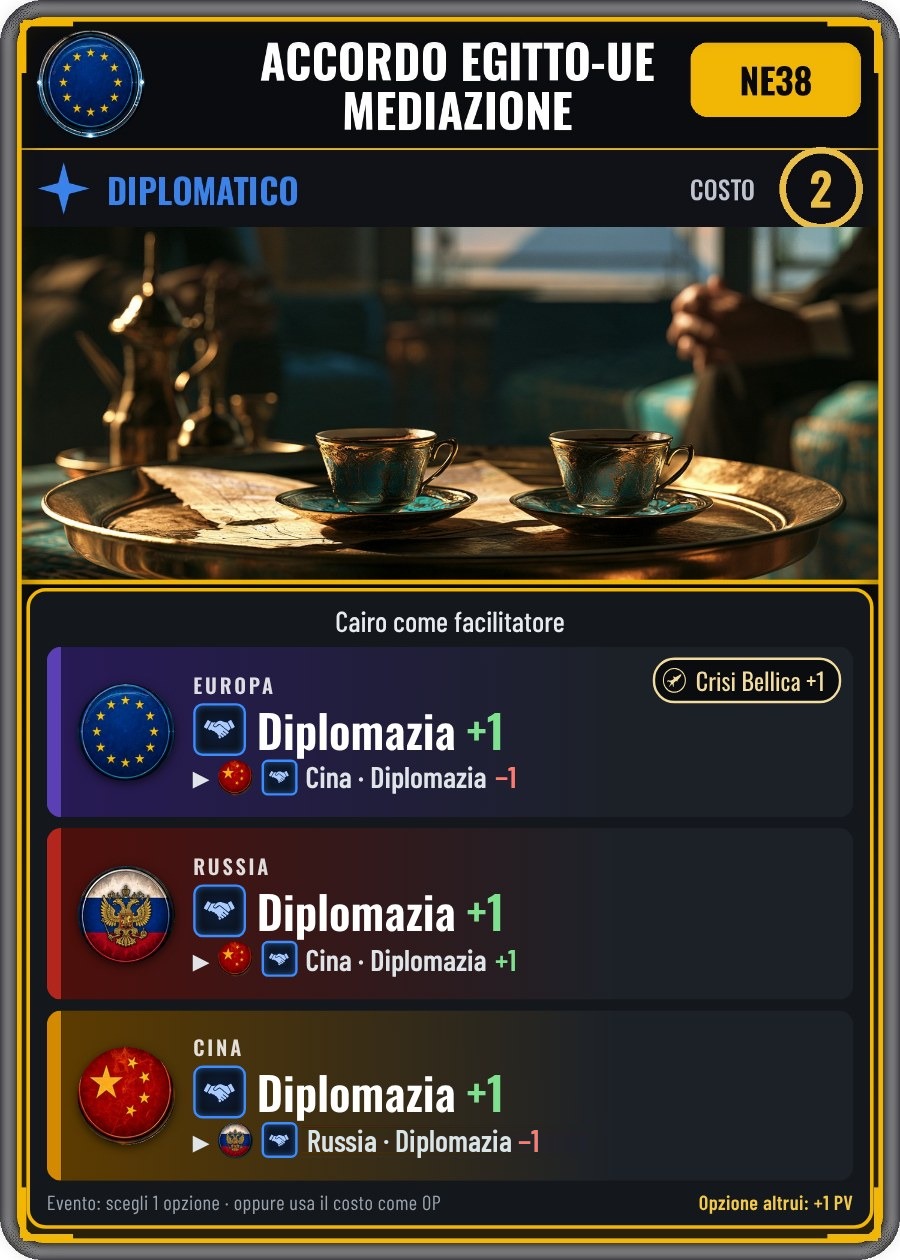 ACCORDO EGITTO-UE
MEDIAZIONE
NE38
DIPLOMATICO
COSTO
2
Cairo come facilitatore
EUROPA
Crisi Bellica +1
Diplomazia +1
▶ Cina · Diplomazia −1
RUSSIA
Diplomazia +1
▶ Cina · Diplomazia +1
CINA
Diplomazia +1
▶ Russia · Diplomazia −1
Evento: scegli 1 opzione · oppure usa il costo come OP
Opzione altrui: +1 PV